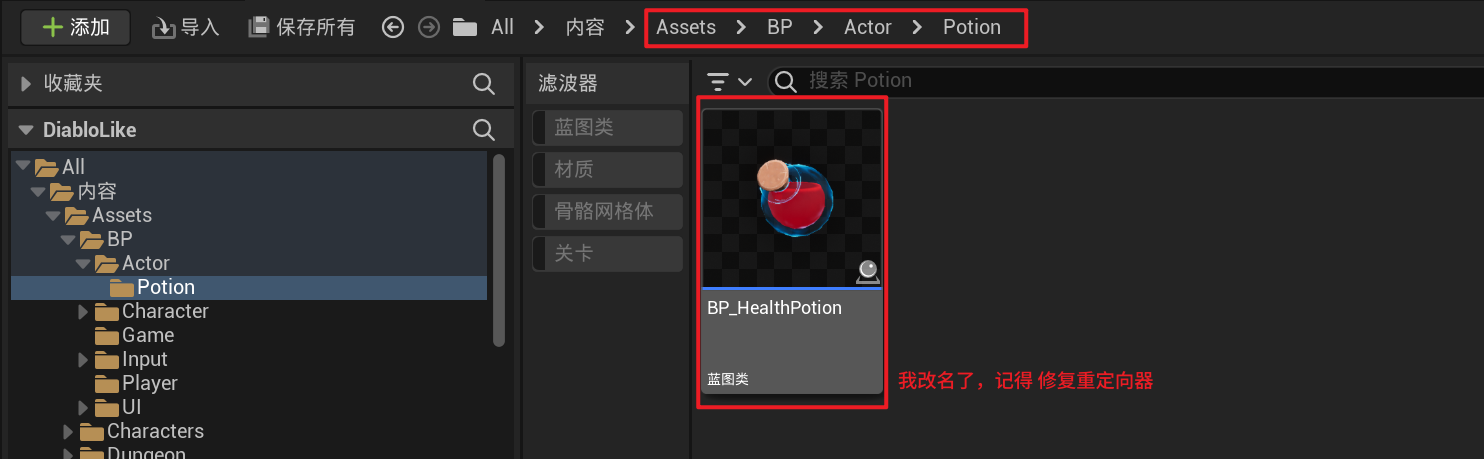 添加 导入 保存所有 All 内容 Assets BP Actor Potion
收藏夹
DiabloLike
All
内容
Assets
BP
Actor
Potion
Character
Game
Input
Player
UI
Characters
Dungeon
滤波器
蓝图类
材质
骨骼网格体
关卡
搜索 Potion
BP_HealthPotion
蓝图类
我改名了，记得 修复重定向器